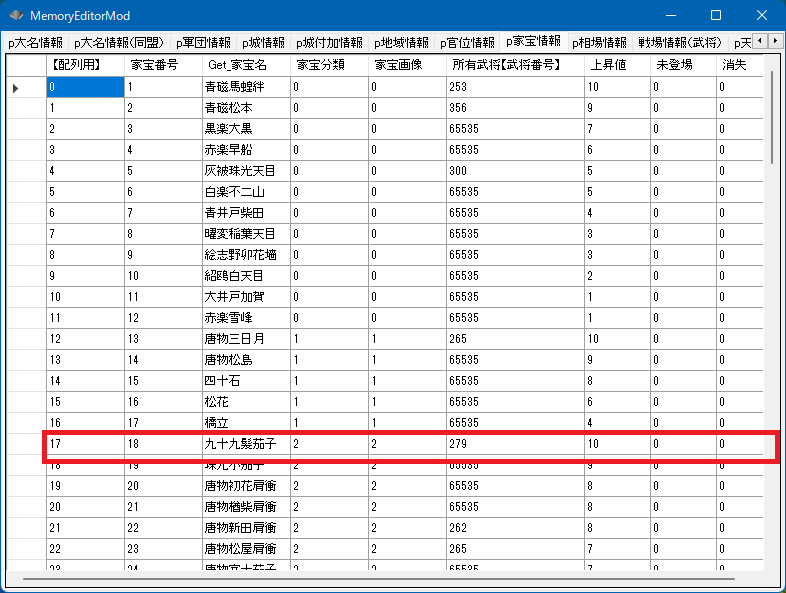 MemoryEditorMod
p大名情報 p大名情報(同盟) p軍団情報 p城情報 p城付加情報 p地域情報 p官位情報 p家宝情報 p相場情報 戦場情報(武将) p天
【配列用】 家宝番号 Get_家宝名 家宝分類 家宝画像 所有武将【武将番号】 上昇値 未登場 消失
0 1 青磁馬蝗絆 0 0 253 10 0 0
1 2 青磁松本 0 0 356 9 0 0
2 3 黒楽大黒 0 0 65535 7 0 0
3 4 赤楽早船 0 0 65535 6 0 0
4 5 灰被珠光天目 0 0 300 5 0 0
5 6 白楽不二山 0 0 65535 5 0 0
6 7 青井戸柴田 0 0 65535 4 0 0
7 8 曜変稲葉天目 0 0 65535 3 0 0
8 9 絵志野卯花墻 0 0 65535 3 0 0
9 10 紹鴎白天目 0 0 65535 2 0 0
10 11 大井戸加賀 0 0 65535 1 0 0
11 12 赤楽雪峰 0 0 65535 1 0 0
12 13 唐物三日月 1 1 265 10 0 0
13 14 唐物松島 1 1 65535 9 0 0
14 15 四十石 1 1 65535 8 0 0
15 16 松花 1 1 65535 6 0 0
16 17 橋立 1 1 65535 4 0 0
17 18 九十九髪茄子 2 2 279 10 0 0
18 19 珠光小茄子 2 2 65535 9 0 0
19 20 唐物初花肩衝 2 2 65535 8 0 0
20 21 唐物楢柴肩衝 2 2 65535 8 0 0
21 22 唐物新田肩衝 2 2 262 8 0 0
22 23 唐物松屋肩衝 2 2 265 7 0 0
23 24 唐物富士茄子 2 2 65535 7 0 0